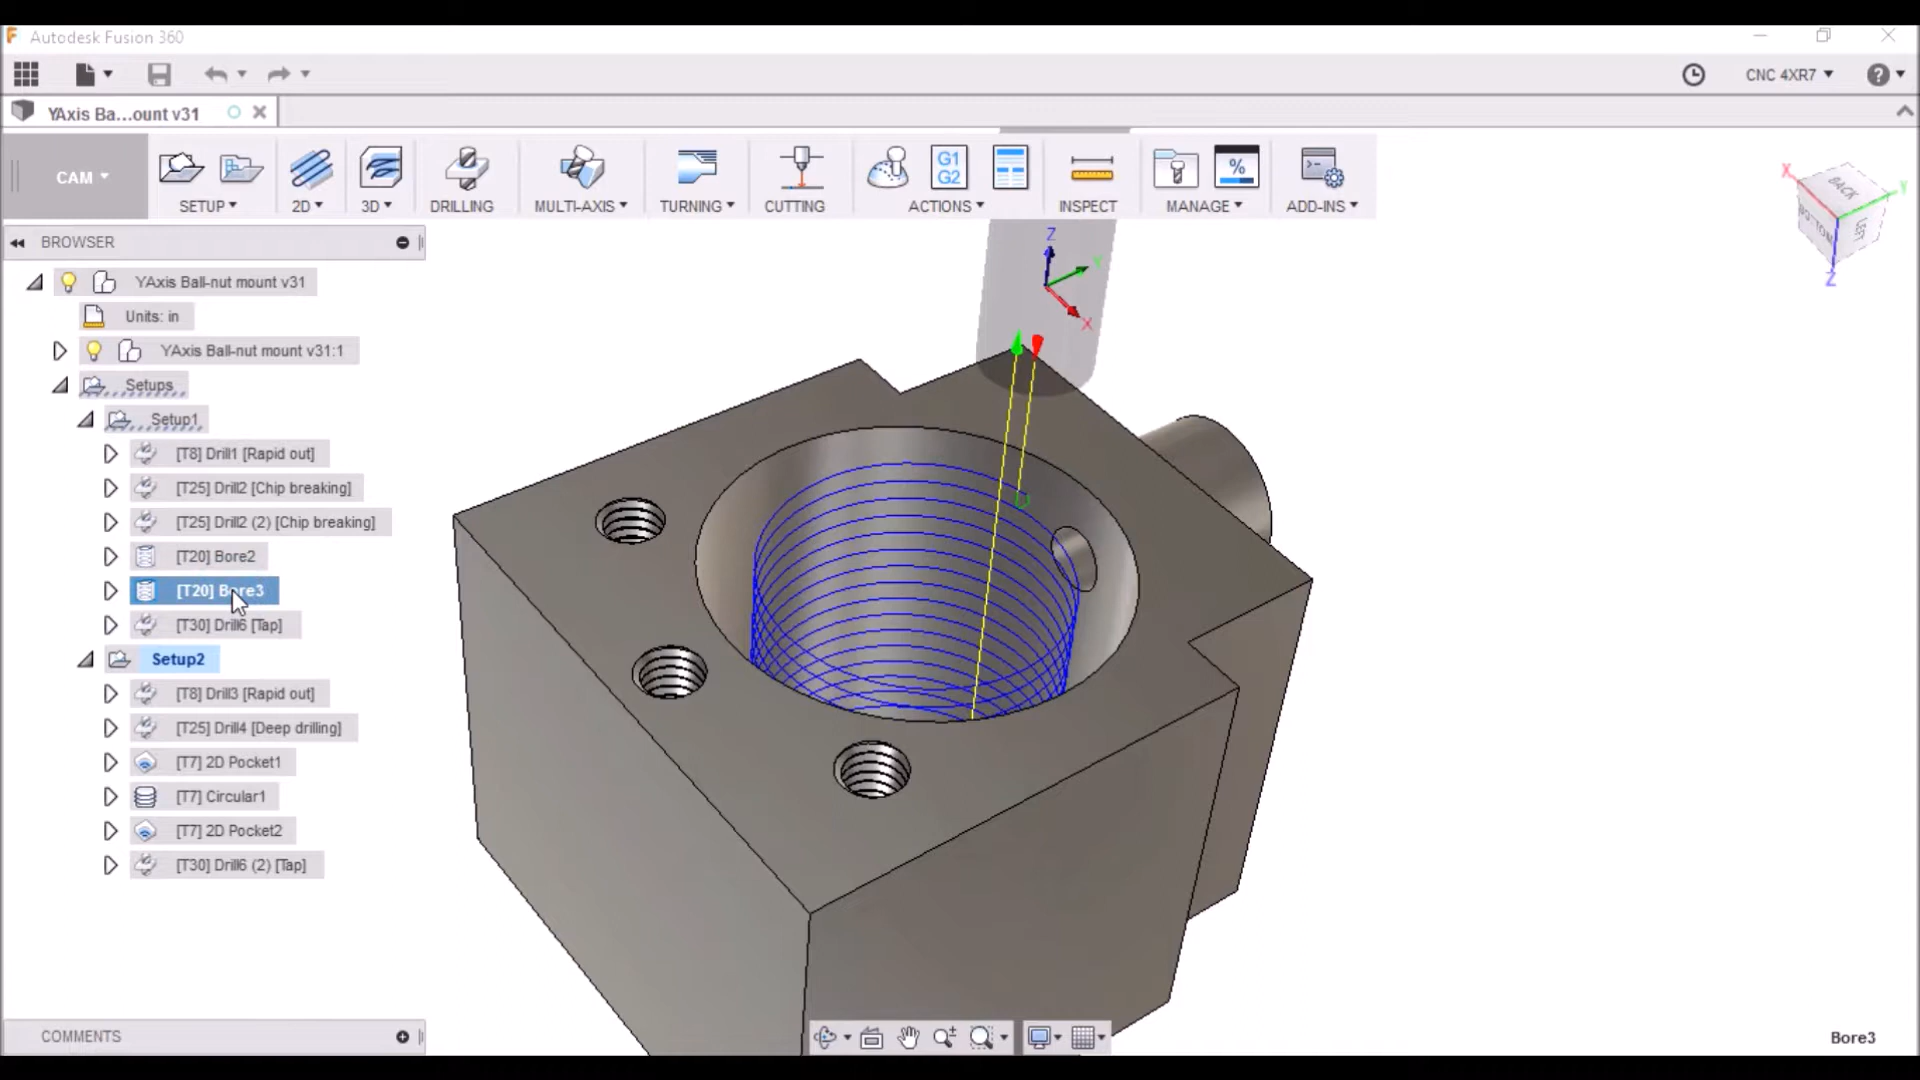 Autodesk Fusion 360
CNC 4XR7
YAxis Ba...ount v31
CAM
SETUP
2D
3D
DRILLING
MULTI-AXIS
TURNING
CUTTING
G1
G2
ACTIONS
INSPECT
%
MANAGE
ADD-INS
BACK
BOTTOM
LEFT
X
Y
Z
BROWSER
YAxis Ball-nut mount v31
Units: in
YAxis Ball-nut mount v31:1
Setups
Setup1
[T8] Drill1 [Rapid out]
[T25] Drill2 [Chip breaking]
[T25] Drill2 (2) [Chip breaking]
[T20] Bore2
[T20] Bore3
[T30] Drill6 [Tap]
Setup2
[T8] Drill3 [Rapid out]
[T25] Drill4 [Deep drilling]
[T7] 2D Pocket1
[T7] Circular1
[T7] 2D Pocket2
[T30] Drill6 (2) [Tap]
Z
Y
X
COMMENTS
Bore3